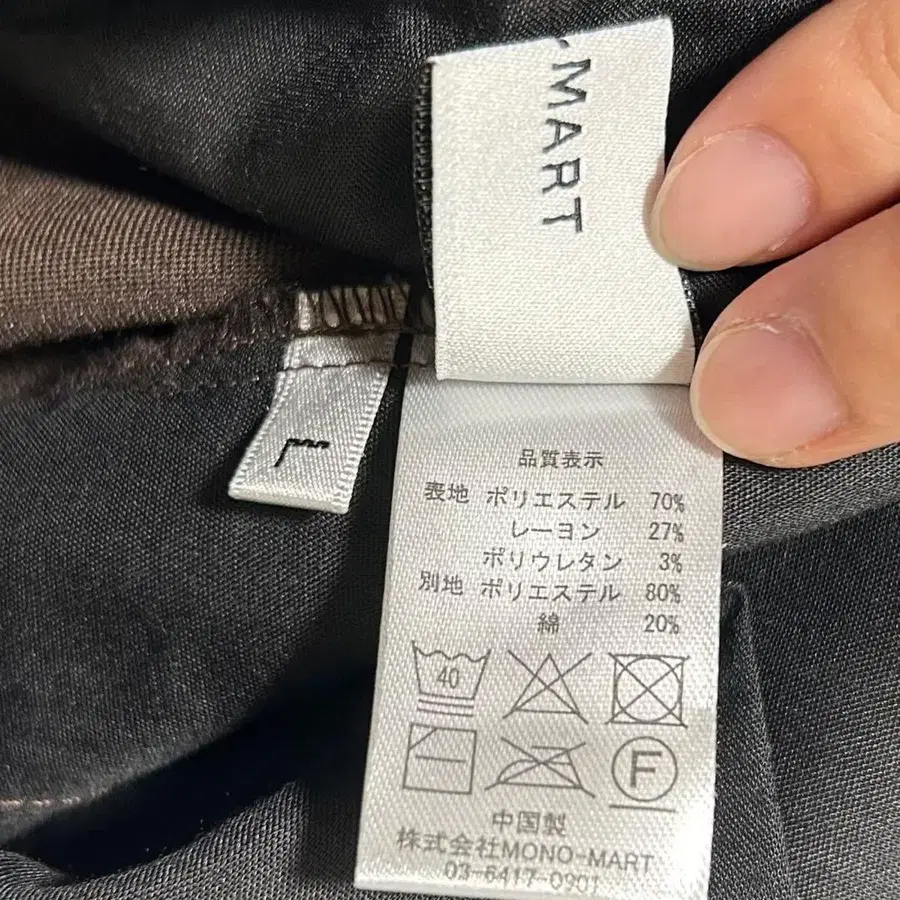 -MART
L
品質表示
表地 ポリエステル 70%
レーヨン 27%
ポリウレタン 3%
別地 ポリエステル 80%
綿 20%
40
F
中国製
株式会社MONO-MART
03-6417-0901